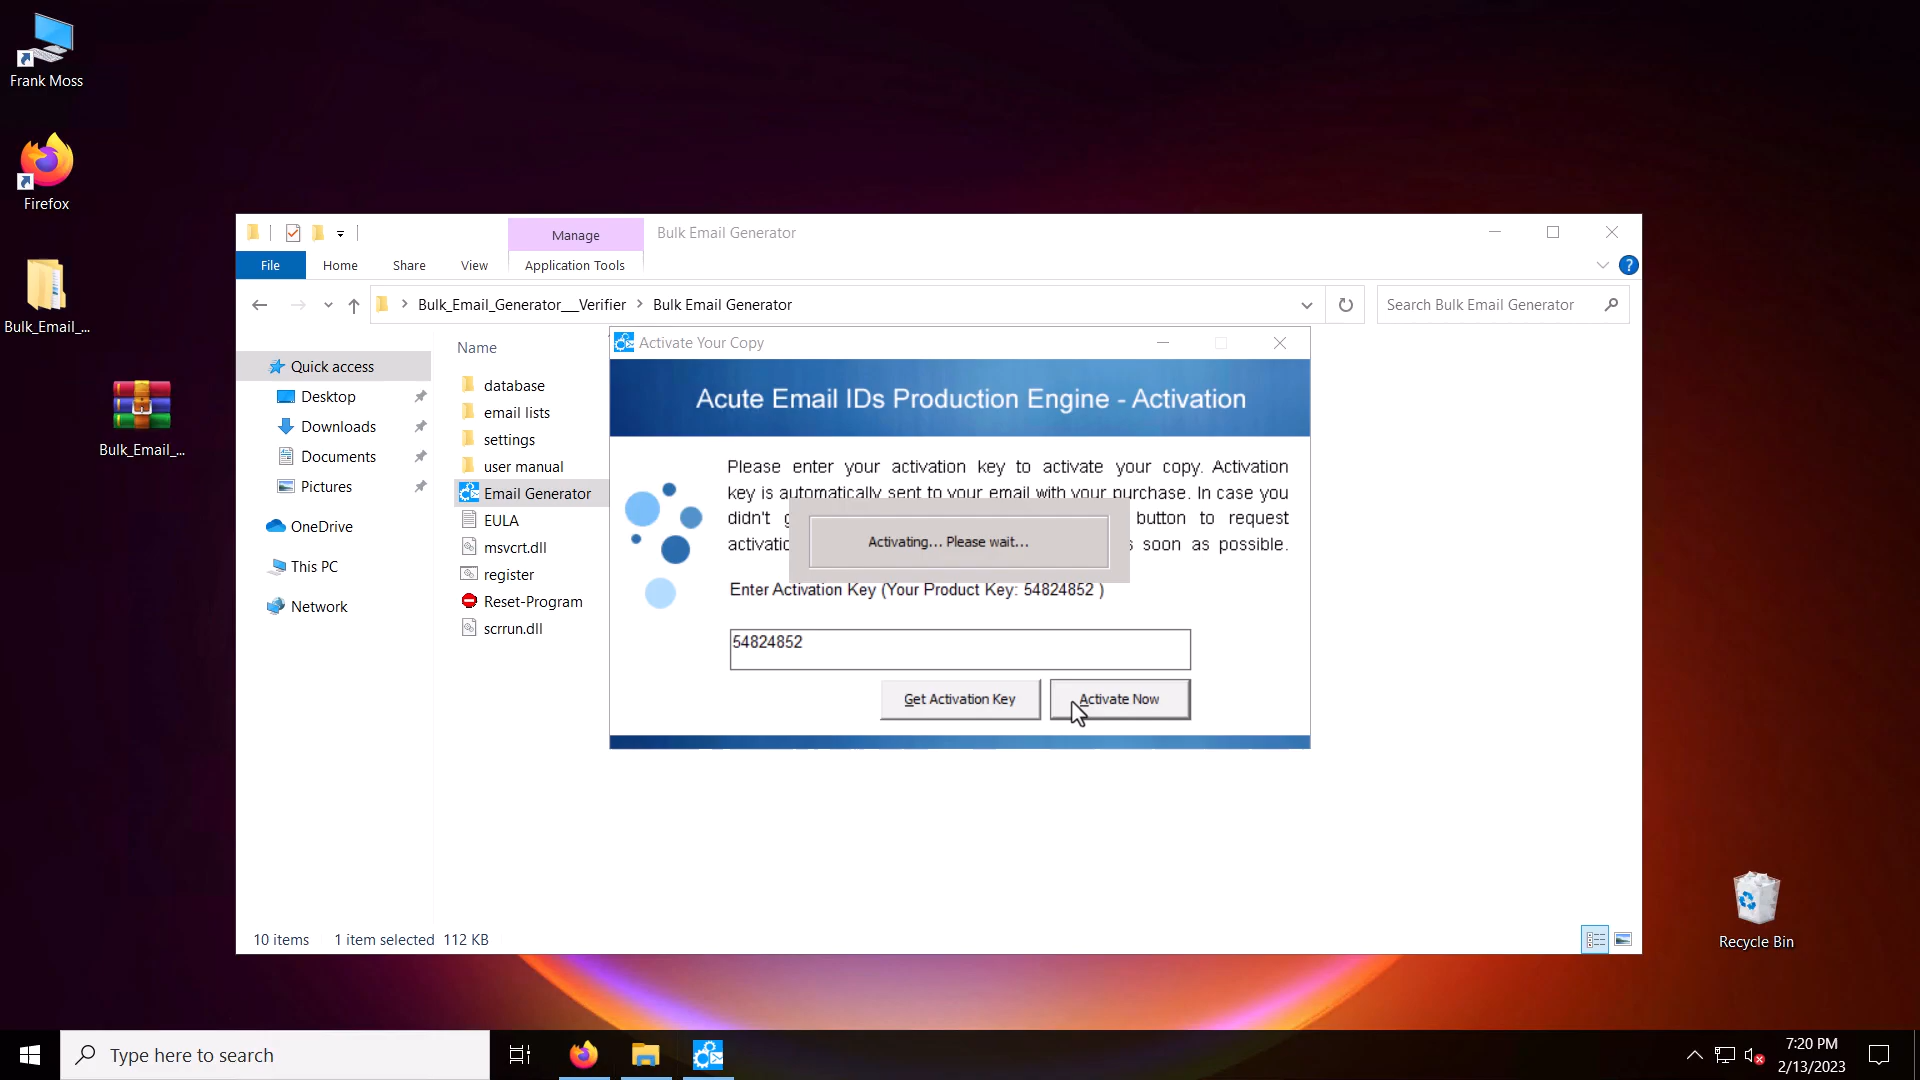 Frank Moss
Firefox
Bulk_Email_...
Bulk_Email_...
Manage
Bulk Email Generator
File
Home
Share
View
Application Tools
Bulk_Email_Generator__Verifier
Bulk Email Generator
Search Bulk Email Generator
Quick access
Desktop
Downloads
Documents
Pictures
OneDrive
This PC
Network
Name
database
email lists
settings
user manual
Email Generator
EULA
msvcrt.dll
register
Reset-Program
scrrun.dll
Activate Your Copy
Acute Email IDs Production Engine - Activation
Please enter your activation key to activate your copy. Activation
key is automatically sent to your email with your purchase. In case you
didn't button to request
soon as possible.
Activating... Please wait...
Enter Activation Key (Your Product Key: 54824852 )
54824852
Get Activation Key
Activate Now
10 items
1 item selected 112 KB
Recycle Bin
Type here to search
7:20 PM
2/13/2023